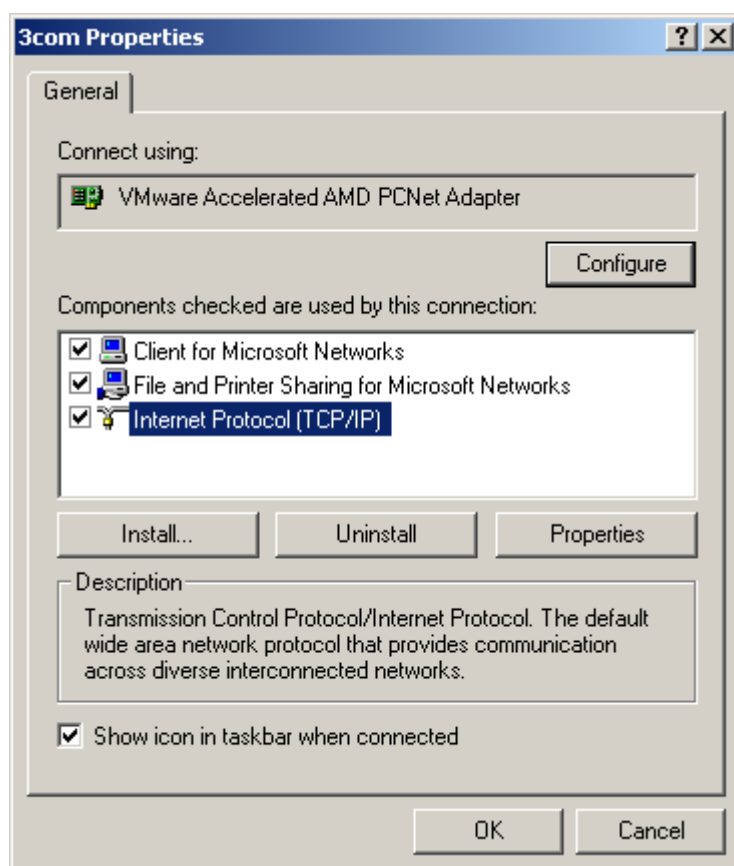 3com Properties
General
Connect using:
VMware Accelerated AMD PCNet Adapter
Configure
Components checked are used by this connection:
Client for Microsoft Networks
File and Printer Sharing for Microsoft Networks
Internet Protocol (TCP/IP)
Install...
Uninstall
Properties
Description
Transmission Control Protocol/Internet Protocol. The default
wide area network protocol that provides communication
across diverse interconnected networks.
Show icon in taskbar when connected
OK
Cancel